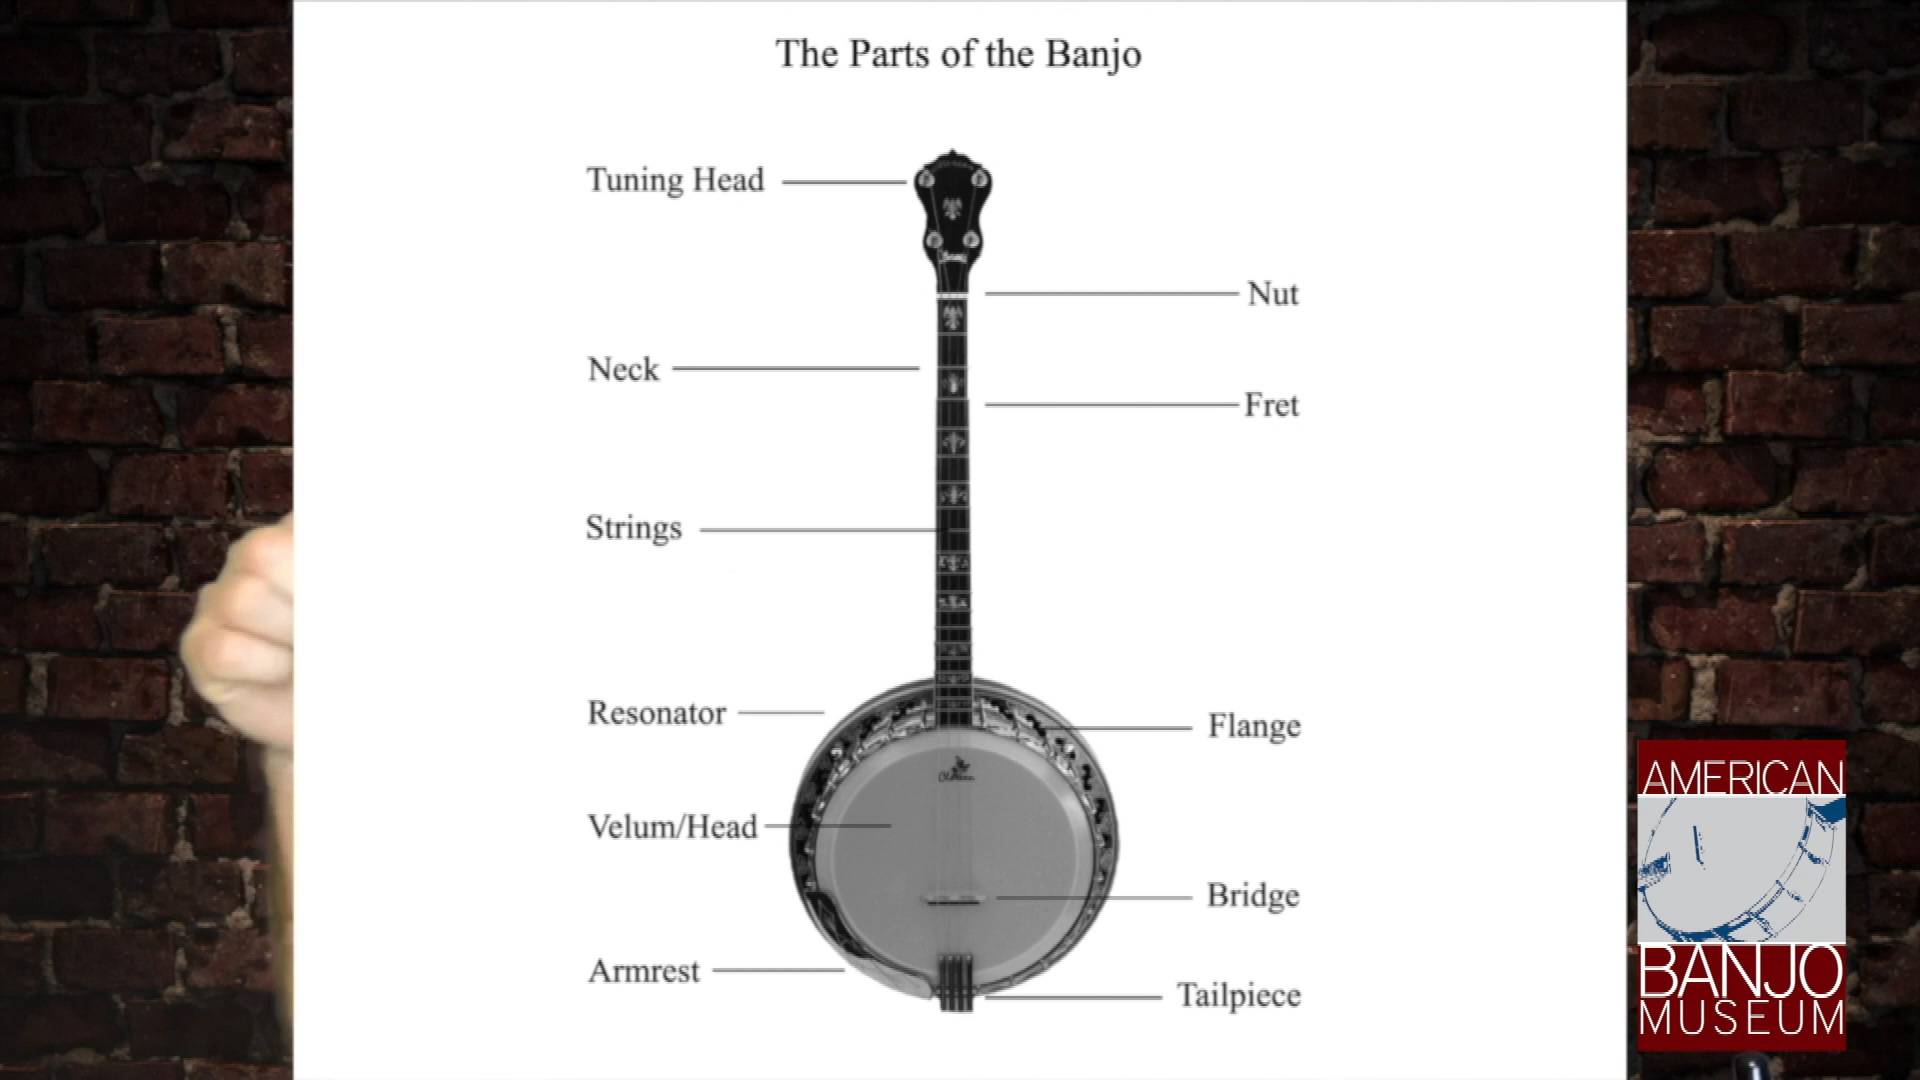 The Parts of the Banjo
Tuning Head
Nut
Neck
Fret
Strings
Resonator
Flange
Velum/Head
Bridge
Armrest
Tailpiece
AMERICAN
BANJO
MUSEUM